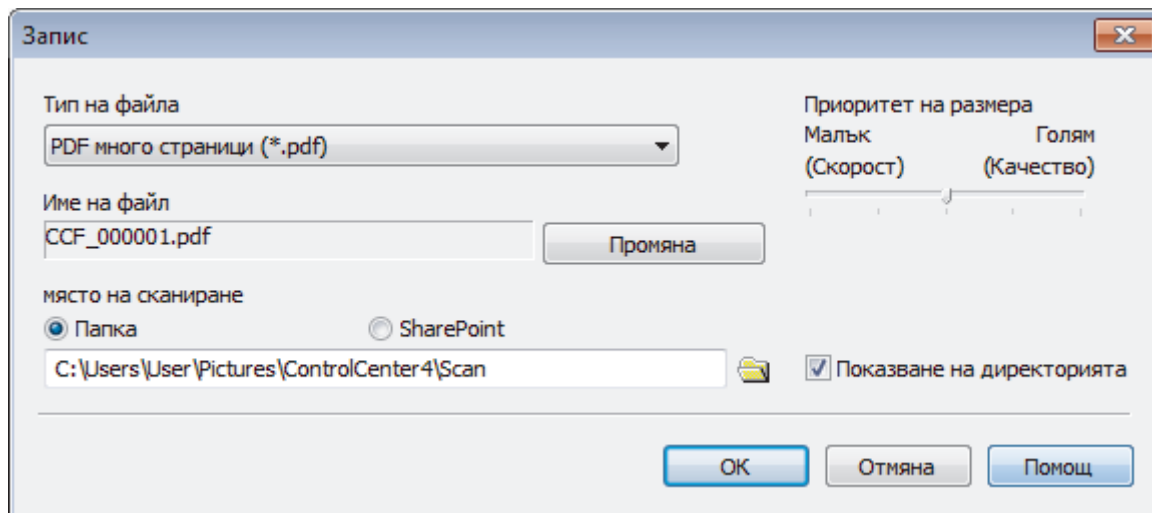 Запис
Тип на файла
PDF много страници (*.pdf)
Име на файл
CCF_000001.pdf
Промяна
място на сканиране
Папка
SharePoint
C:\Users\User\Pictures\ControlCenter4\Scan
Приоритет на размера
Малък Голям
(Скорост) (Качество)
Показване на директорията
OK
Отмяна
Помощ